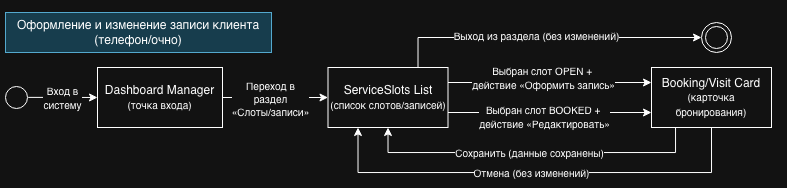 Оформление и изменение записи клиента
(телефон/очно)
Выход из раздела (без изменений)
Вход в
систему
Dashboard Manager
(точка входа)
Переход в
раздел
«Слоты/записи»
ServiceSlots List
(список слотов/записей)
Выбран слот OPEN +
действие «Оформить запись»
Выбран слот BOOKED +
действие «Редактировать»
Booking/Visit Card
(карточка
бронирования)
Сохранить (данные сохранены)
Отмена (без изменений)